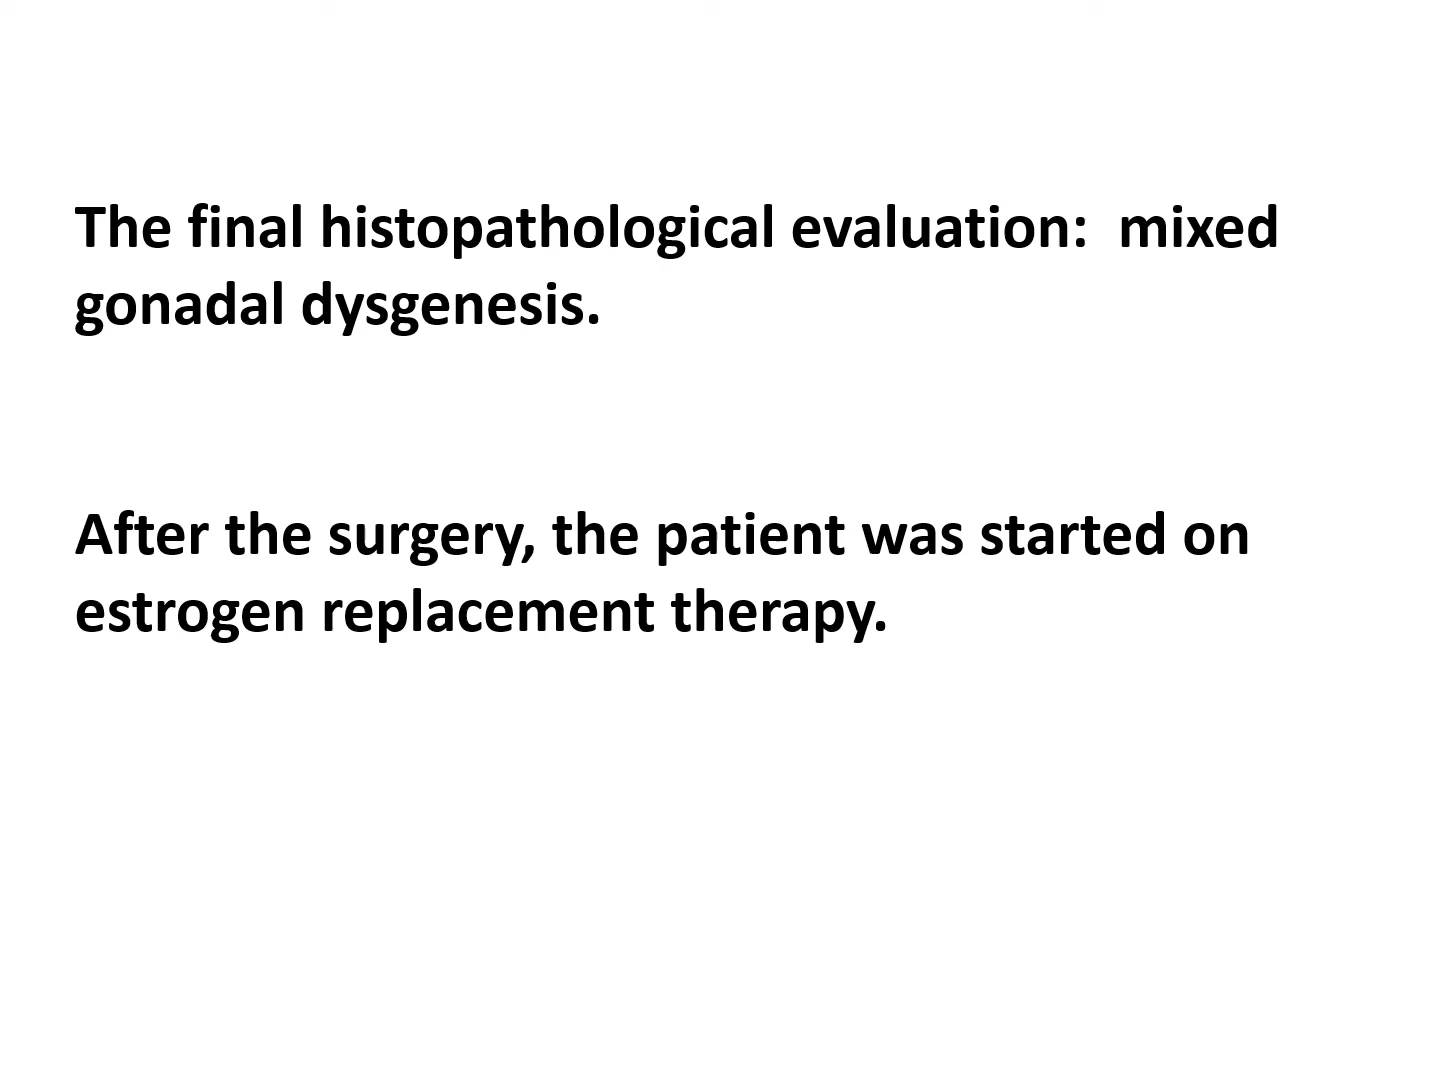 The final histopathological evaluation:  mixed
gonadal dysgenesis.
After the surgery, the patient was started on
estrogen replacement therapy.